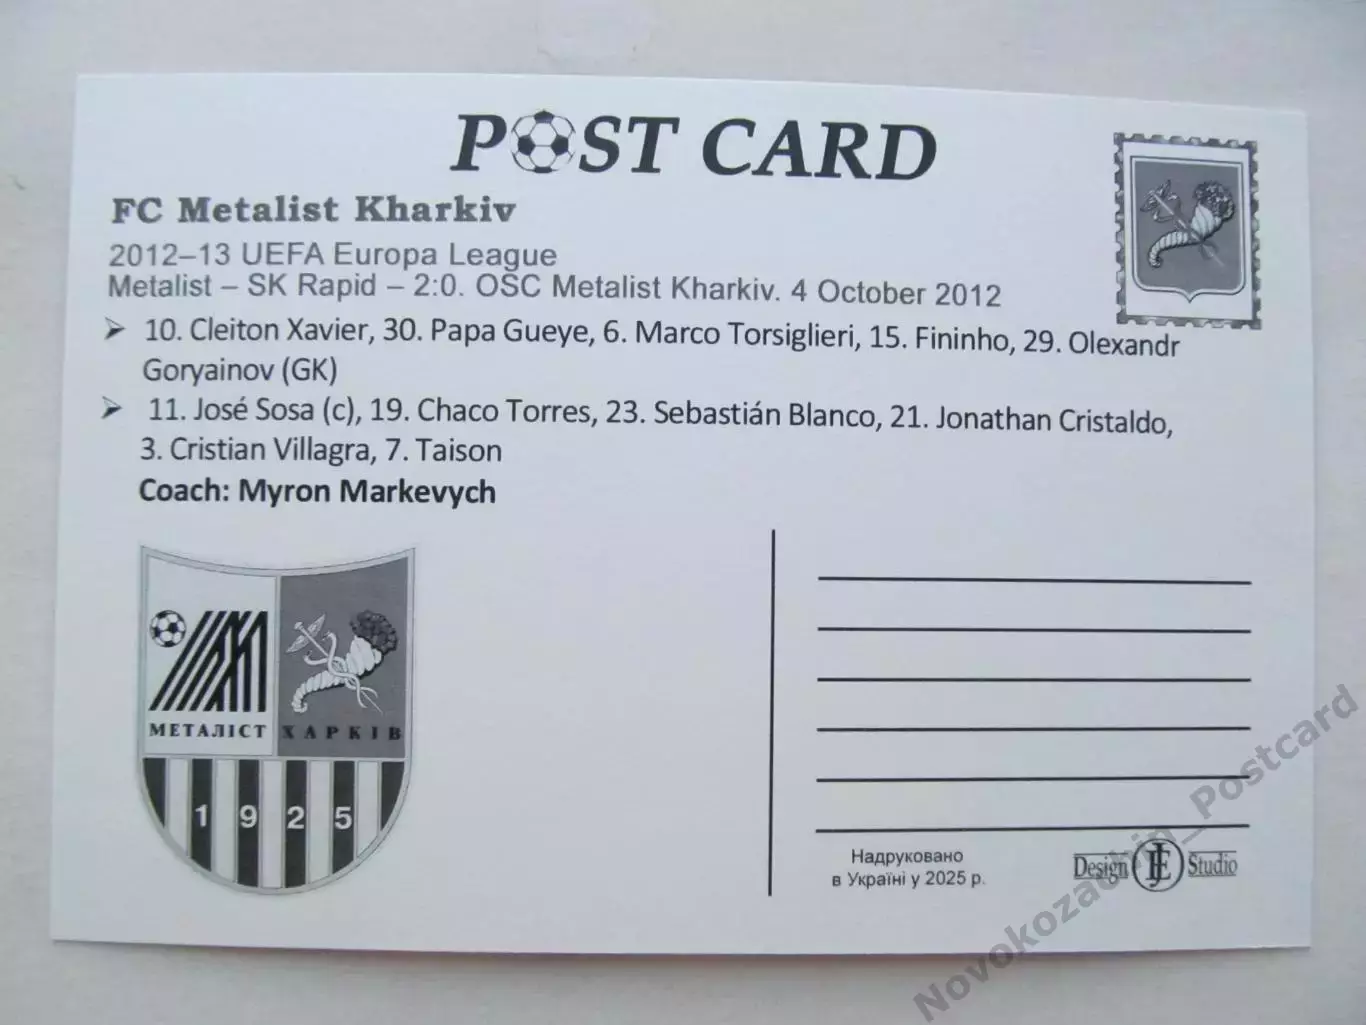 POST CARD
FC Metalist Kharkiv
2012–13 UEFA Europa League
Metalist – SK Rapid – 2:0. OSC Metalist Kharkiv. 4 October 2012
➢ 10. Cleiton Xavier, 30. Papa Gueye, 6. Marco Torsiglieri, 15. Fininho, 29. Olexandr
Goryainov (GK)
➢ 11. José Sosa (c), 19. Chaco Torres, 23. Sebastián Blanco, 21. Jonathan Cristaldo,
3. Cristian Villagra, 7. Taison
Coach: Myron Markevych
МЕТАЛІСТ ХАРКІВ
1925
Надруковано
в Україні у 2025 р.
Design JE Studio
Novokozachin_Postcard